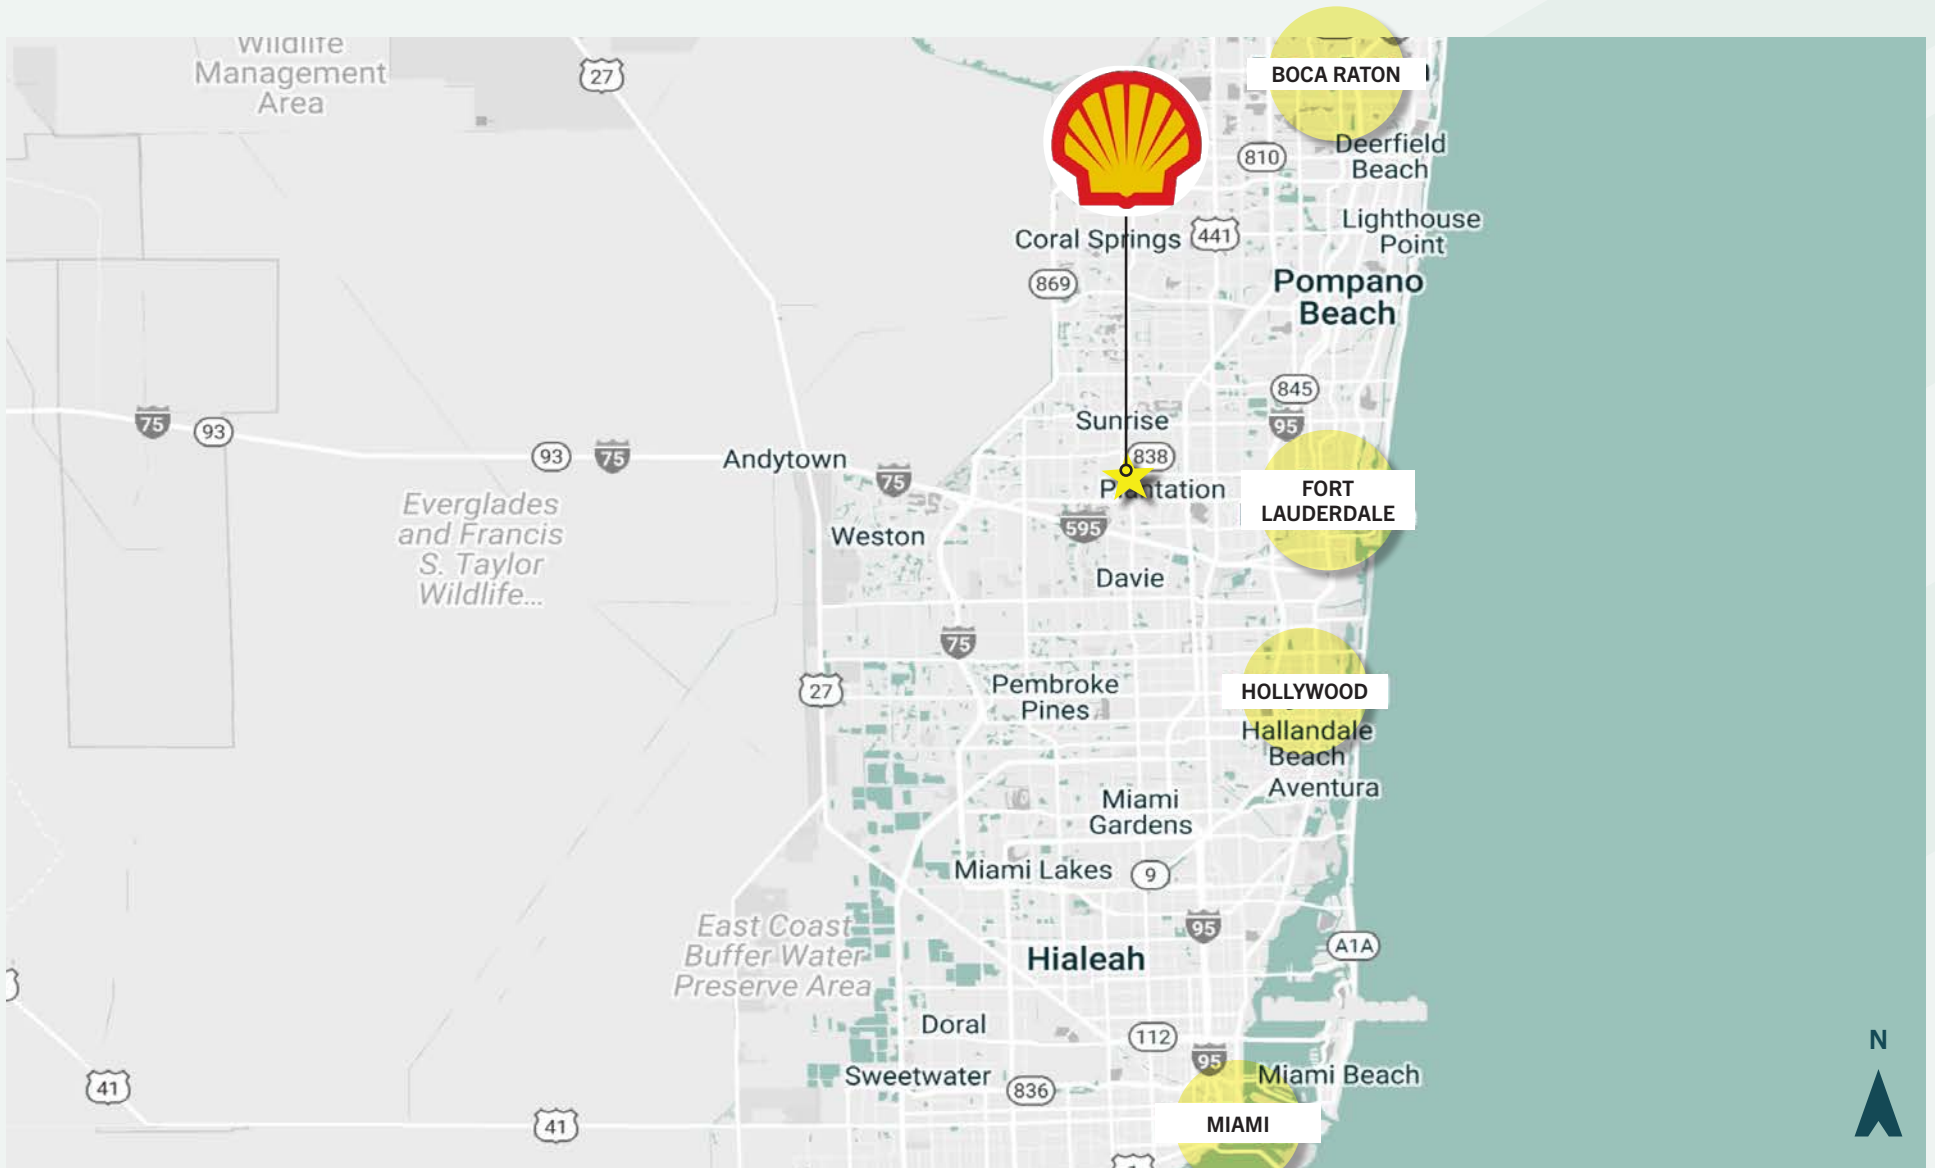 Wildlife
Management
Area
27
BOCA RATON
Deerfield
Beach
810
Lighthouse
Point
Coral Springs
441
869
Pompano
Beach
845
Sunrise
95
75
93
93
75
Andytown
838
75
Plantation
FORT
LAUDERDALE
Everglades
and Francis
S. Taylor
Wildlife...
Weston
595
Davie
75
27
Pembroke
Pines
HOLLYWOOD
Hallandale
Beach
Aventura
Miami
Gardens
Miami Lakes
9
East Coast
Buffer Water
Preserve Area
95
A1A
Hialeah
Doral
112
95
N
41
Sweetwater
836
Miami Beach
41
MIAMI